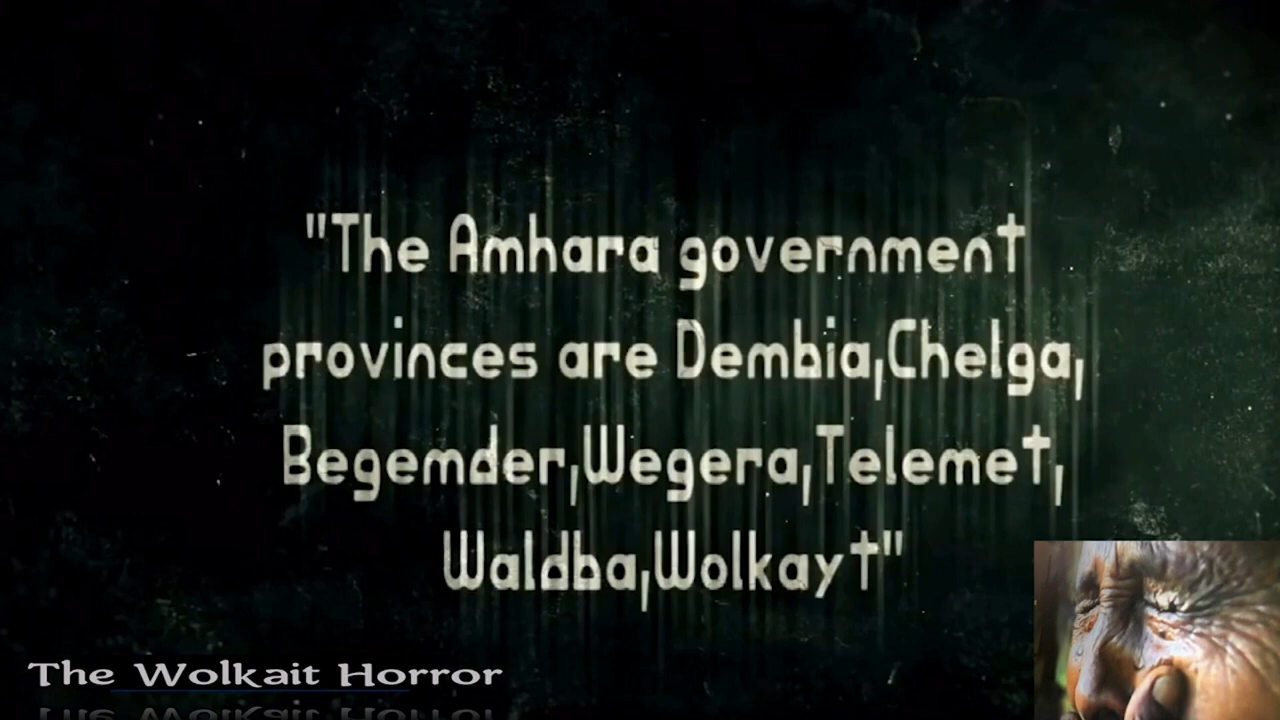 "The Amhara government
provinces are Dembia,Chelga,
Begemder,Wegera,Telemet,
Waldba,Wolkayt"
The Wolkait Horror